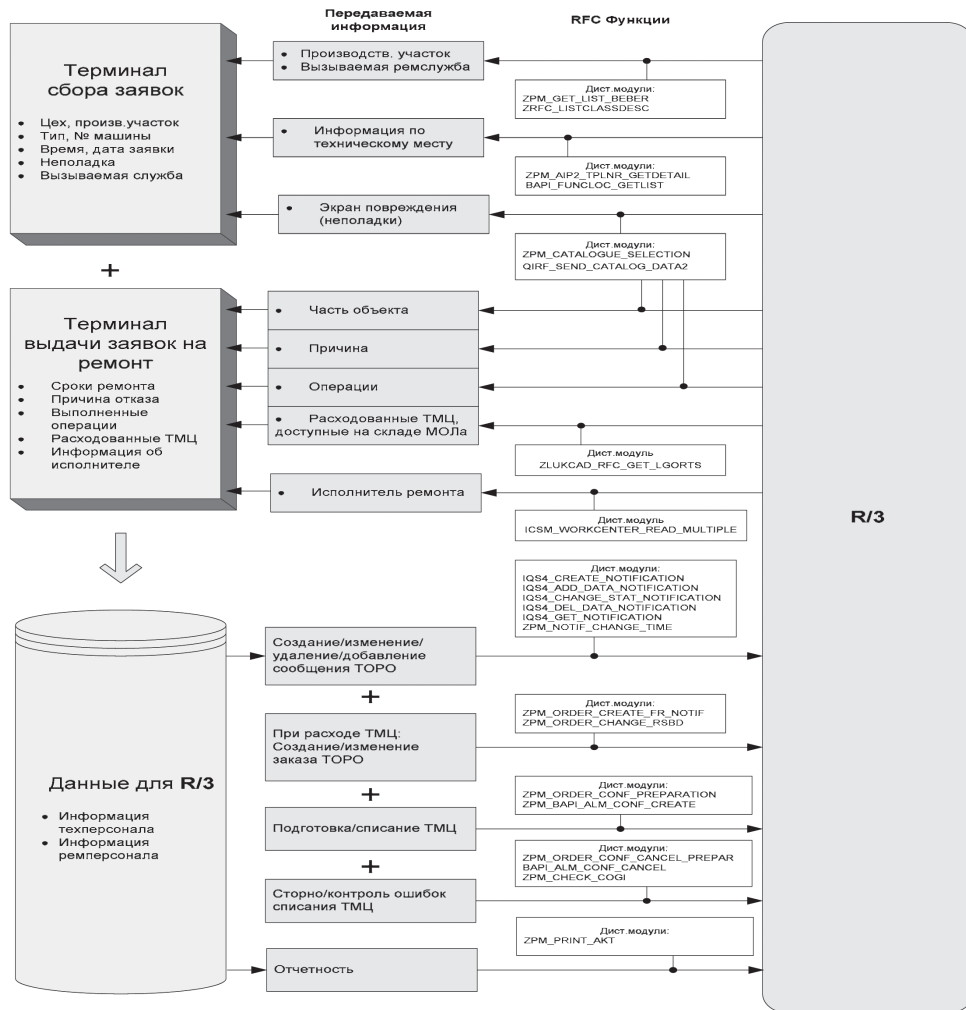 Передаваемая
информация
RFC Функции
Терминал
сбора заявок
• Цех, произв.участок
• Тип, № машины
• Время, дата заявки
• Неполадка
• Вызываемая служба
• Производств. участок
• Вызываемая ремслужба
Дист.модули:
ZPM_GET_LIST_BEBER
ZRFC_LISTCLASSDESC
• Информация по
техническому месту
Дист.модули:
ZPM_AIP2_TPLNR_GETDETAIL
BAPI_FUNCLOC_GETLIST
• Экран повреждения
(неполадки)
Дист.модули:
ZPM_CATALOGUE_SELECTION
QIRF_SEND_CATALOG_DATA2
+
Терминал
выдачи заявок на
ремонт
• Сроки ремонта
• Причина отказа
• Выполненные
операции
• Расходованные ТМЦ
• Информация об
исполнителе
• Часть объекта
• Причина
• Операции
• Расходованные ТМЦ,
доступные на складе МОЛа
Дист.модуль
ZLUKCAD_RFC_GET_LGORTS
• Исполнитель ремонта
Дист.модуль
ICSM_WORKCENTER_READ_MULTIPLE
R/3
Дист.модули:
IQS4_CREATE_NOTIFICATION
IQS4_ADD_DATA_NOTIFICATION
IQS4_CHANGE_STAT_NOTIFICATION
IQS4_DEL_DATA_NOTIFICATION
IQS4_GET_NOTIFICATION
ZPM_NOTIF_CHANGE_TIME
Создание/изменение/
удаление/добавление
сообщения ТОРО
+
Дист.модули:
ZPM_ORDER_CREATE_FR_NOTIF
ZPM_ORDER_CHANGE_RSBD
При расходе ТМЦ:
Создание/изменение
заказа ТОРО
Данные для R/3
• Информация
техперсонала
• Информация
ремперсонала
+
Дист.модули:
ZPM_ORDER_CONF_PREPARATION
ZPM_BAPI_ALM_CONF_CREATE
Подготовка/списание ТМЦ
+
Дист.модули:
ZPM_ORDER_CONF_CANCEL_PREPAR
BAPI_ALM_CONF_CANCEL
ZPM_CHECK_COGI
Сторно/контроль ошибок
списания ТМЦ
Дист.модули:
ZPM_PRINT_AKT
Отчетность